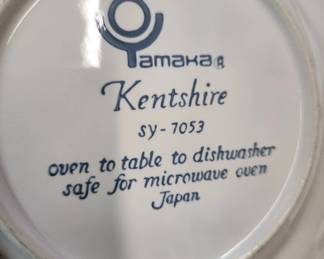 Yamaka®
Kentshire
SY-7053
oven to table to dishwasher
safe for microwave oven
Japan